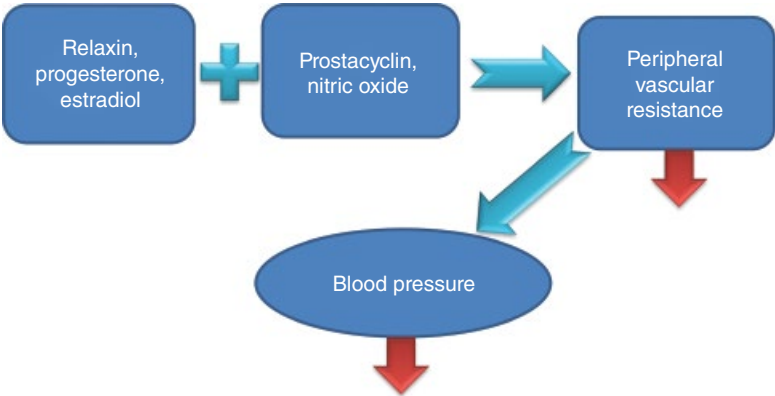 Relaxin,
progesterone,
estradiol
Prostacyclin,
nitric oxide
Peripheral
vascular
resistance
Blood pressure